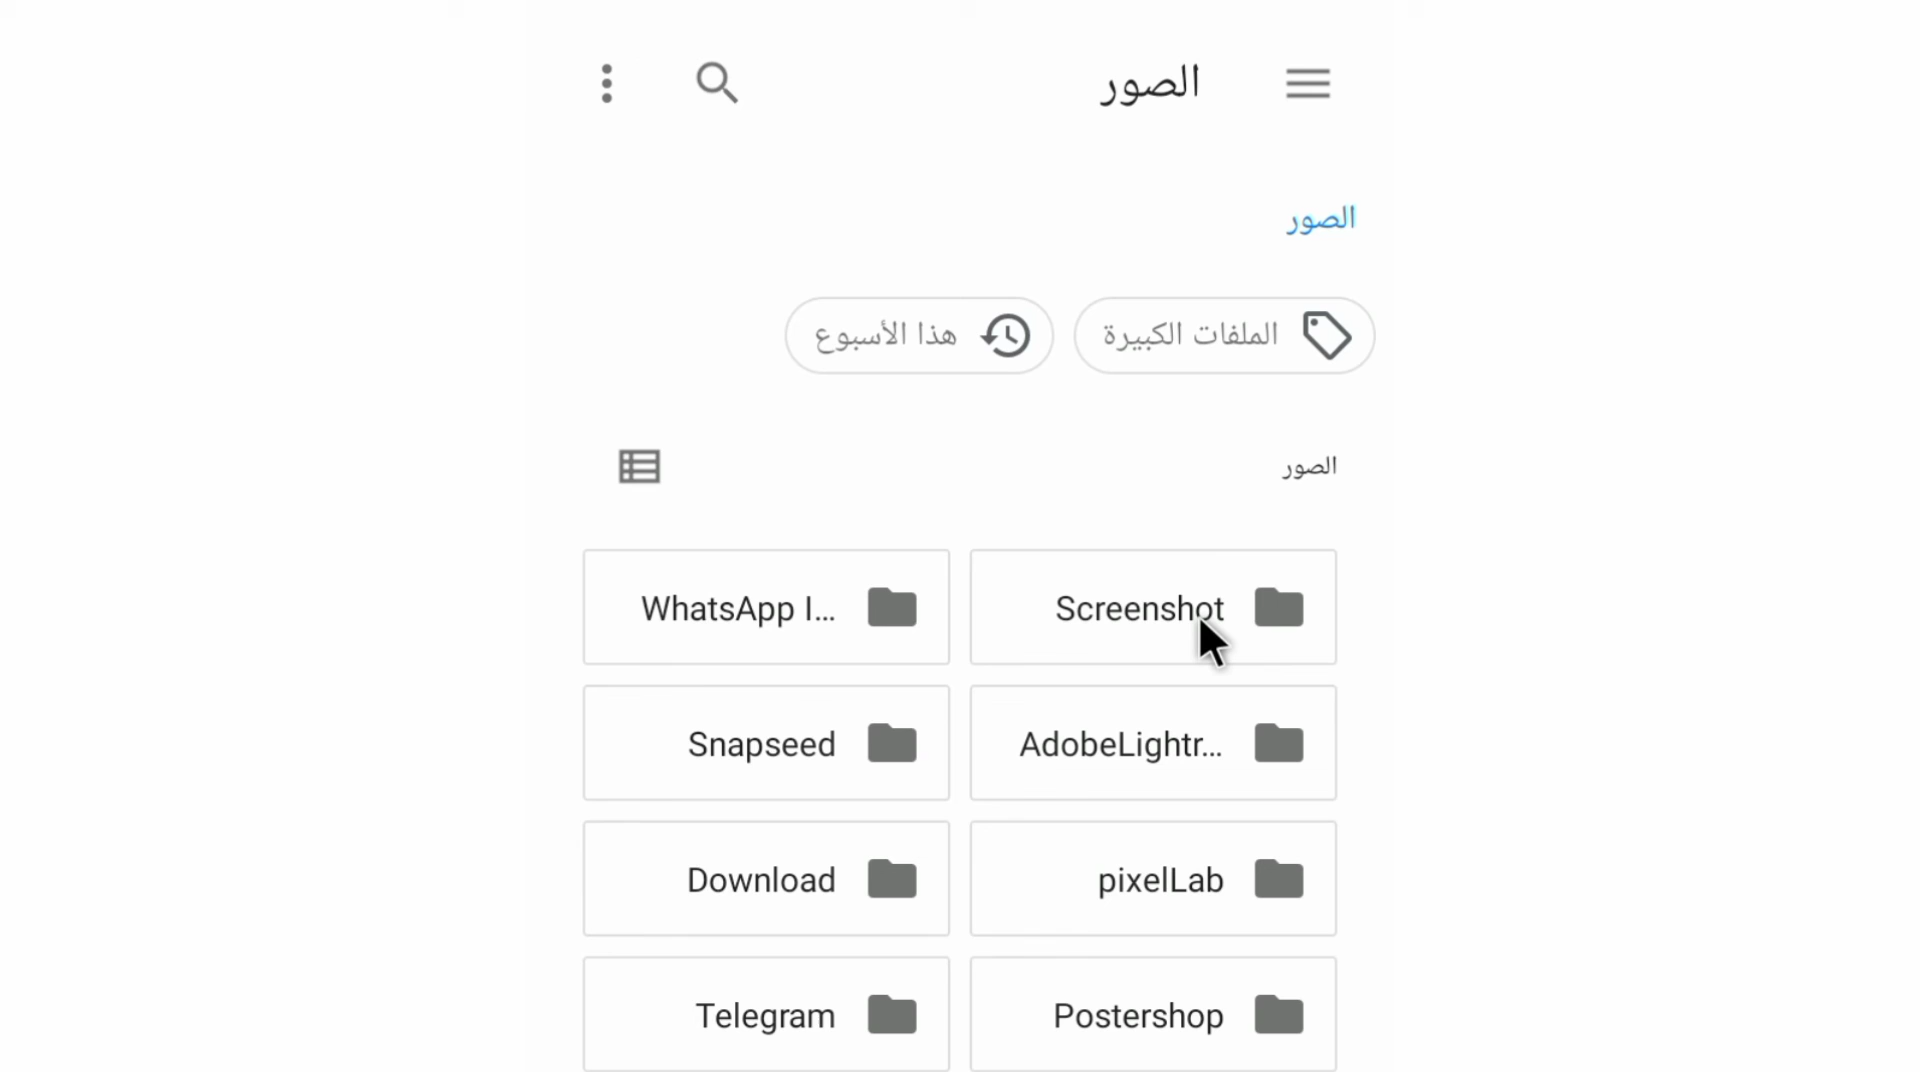 الصور
الصور
الملفات الكبيرة
هذا الأسبوع
الصور
Screenshot
WhatsApp I...
AdobeLightr...
Snapseed
pixelLab
Download
Postershop
Telegram